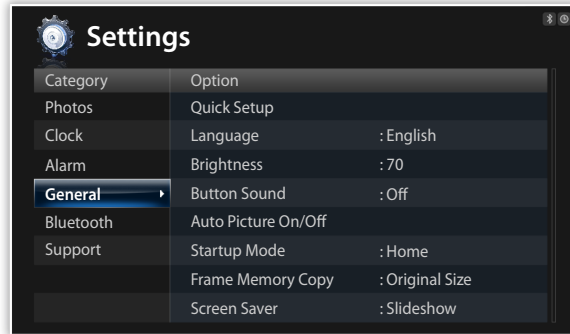 Settings
Category Option
Photos Quick Setup
Clock Language : English
Alarm Brightness : 70
General Button Sound : Off
Bluetooth Auto Picture On/Off
Support Startup Mode : Home
Frame Memory Copy : Original Size
Screen Saver : Slideshow